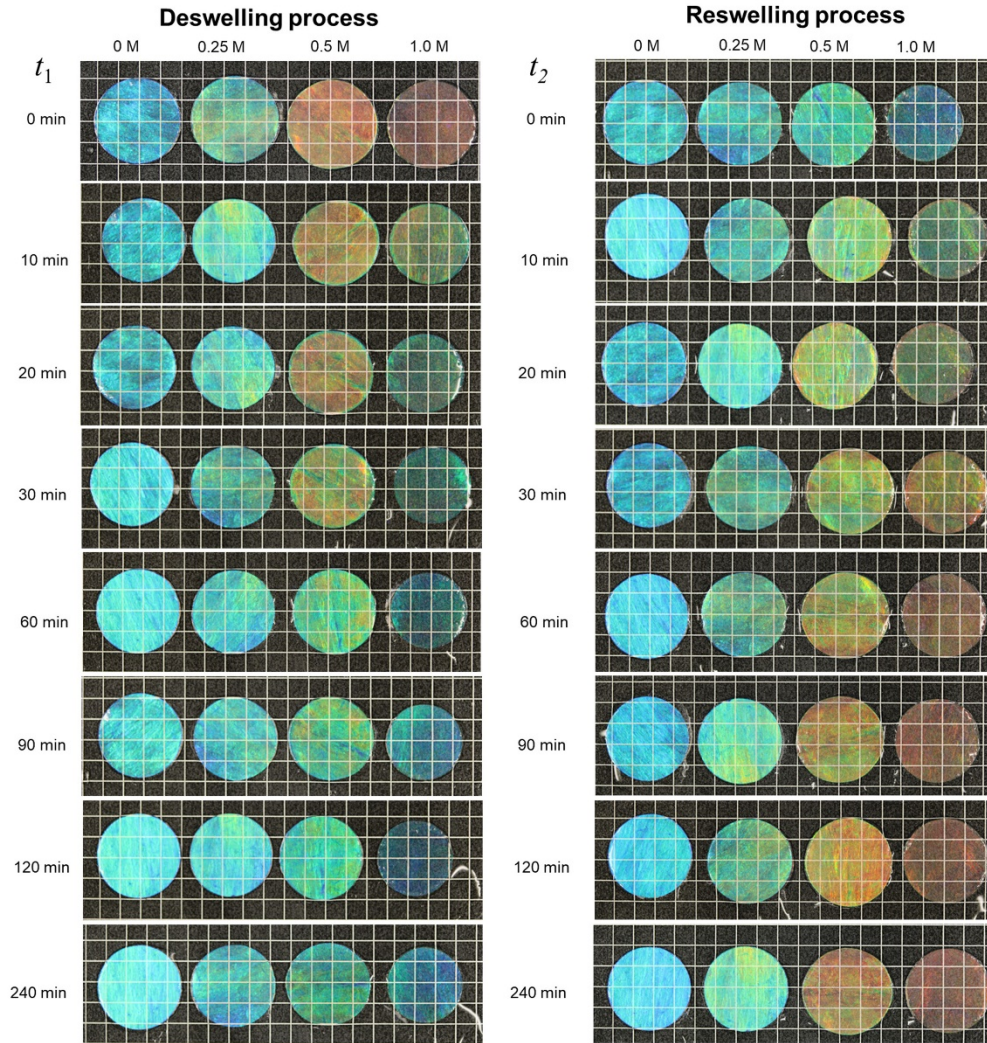 Deswelling process
0 M 0.25 M 0.5 M 1.0 M
t1
0 min
10 min
20 min
30 min
60 min
90 min
120 min
240 min
Reswelling process
0 M 0.25 M 0.5 M 1.0 M
t2
0 min
10 min
20 min
30 min
60 min
90 min
120 min
240 min